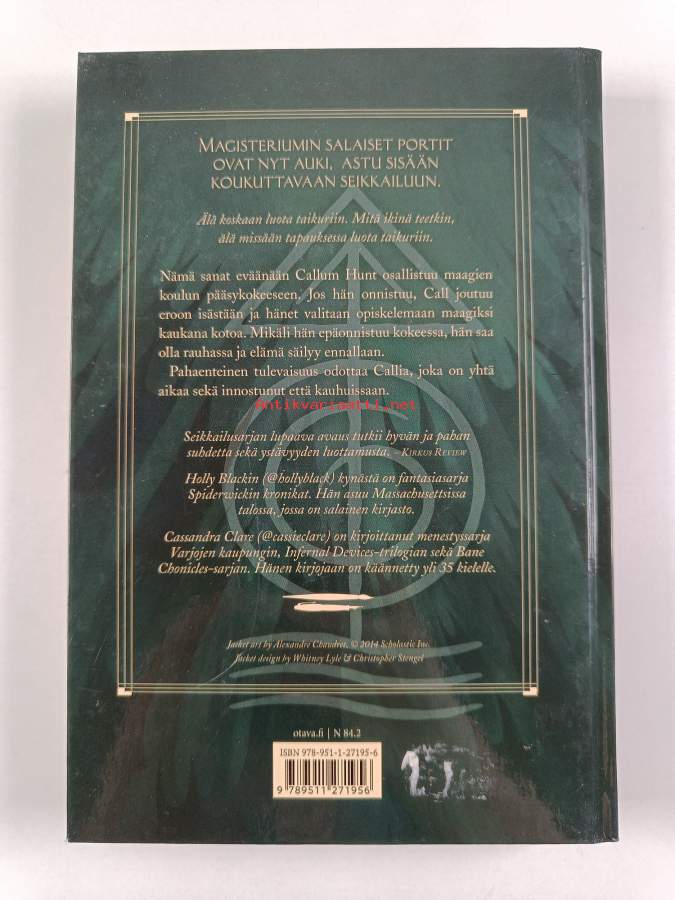 MAGISTERIUMIN SALAISET PORTIT
OVAT NYT AUKI, ASTU SISÄÄN
KOUKUTTAVAAN SEIKKAILUUN.
Älä koskaan luota taikuriin. Mitä ikinä teetkin,
älä missään tapauksessa luota taikuriin.
Nämä sanat eväänään Callum Hunt osallistuu maagien
koulun pääsykokeeseen. Jos hän onnistuu, Call joutuu
eroon isästään ja hänet valitaan opiskelemaan maagiksi
kaukana kotoa. Mikäli hän epäonnistuu kokeessa, hän saa
olla rauhassa ja elämä säilyy ennallaan.
Pahaenteinen tulevaisuus odottaa Callia, joka on yhtä
aikaa sekä innostunut että kauhuissaan.
Antikvariaatti.net
Seikkailusarjan lupaava avaus tutkii hyvän ja pahan
suhdetta sekä ystävyyden luottamusta. – KIRKUS REVIEW
Holly Blackin (@hollyblack) kynästä on fantasiasarja
Spiderwickin kronikat. Hän asuu Massachusettsissa
talossa, jossa on salainen kirjasto.
Cassandra Clare (@cassieclare) on kirjoittanut menestyssarja
Varjojen kaupungin, Infernal Devices-trilogian sekä Bane
Chonicles-sarjan. Hänen kirjojaan on käännetty yli 35 kielelle.
Jacket art by Alexandre Chaudret, © 2014 Scholastic Inc.
Jacket design by Whitney Lyle & Christopher Stengel
otava.fi | N 84.2
ISBN 978-951-1-27195-6
9 789511 271956